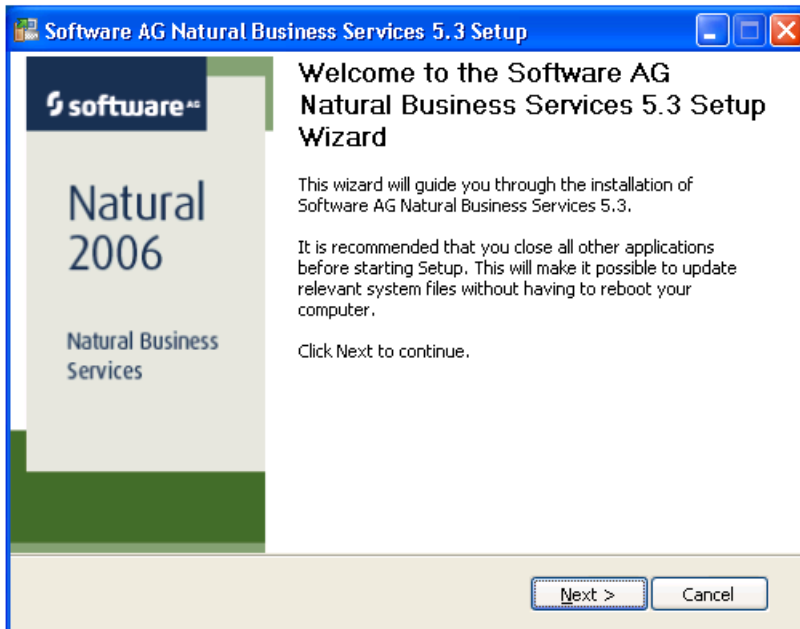 Software AG Natural Business Services 5.3 Setup
software AG
Natural
2006
Natural Business
Services
Welcome to the Software AG
Natural Business Services 5.3 Setup
Wizard
This wizard will guide you through the installation of
Software AG Natural Business Services 5.3.
It is recommended that you close all other applications
before starting Setup. This will make it possible to update
relevant system files without having to reboot your
computer.
Click Next to continue.
Next >
Cancel